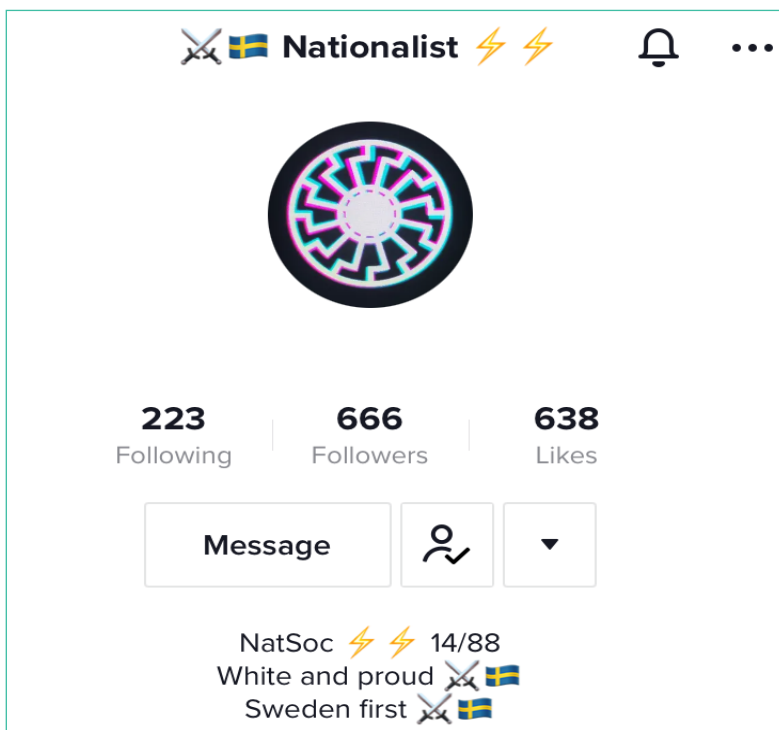 ⚔️🇸🇪 Nationalist ⚡⚡
223 666 638
Following Followers Likes
Message
NatSoc ⚡⚡ 14/88
White and proud ⚔️🇸🇪
Sweden first ⚔️🇸🇪